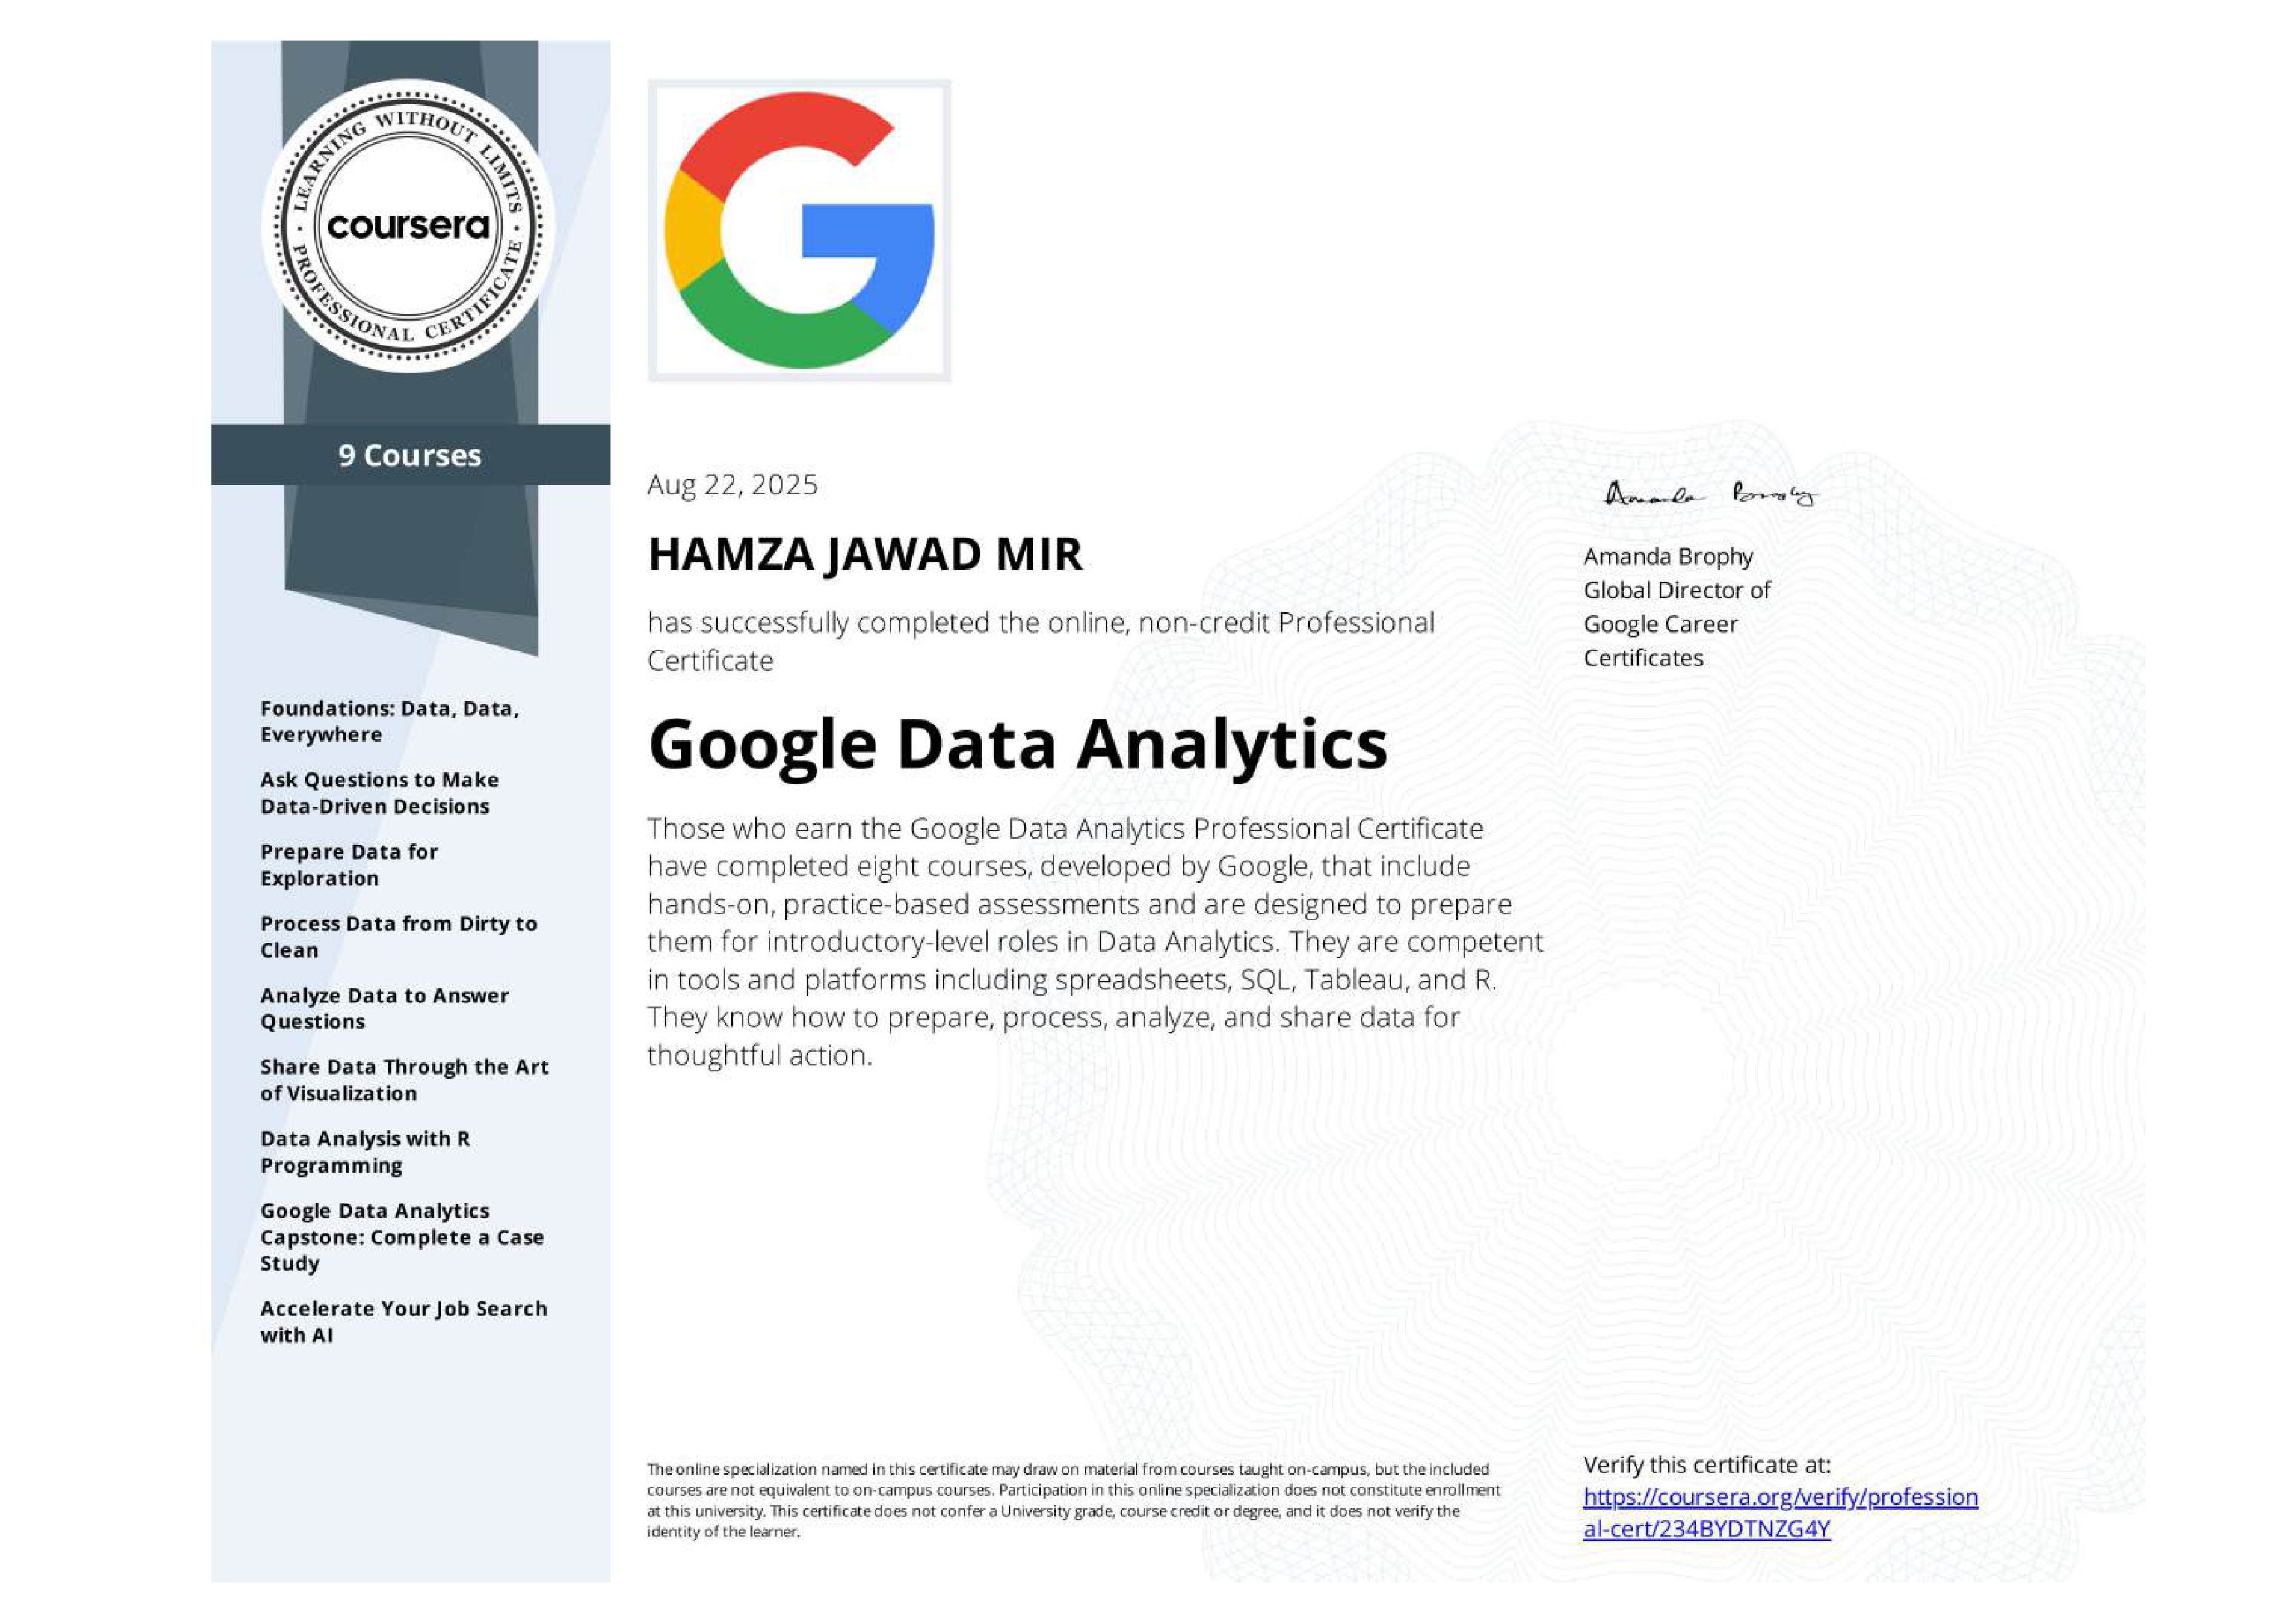 LEARNING WITHOUT LIMITS
coursera
PROFESSIONAL CERTIFICATE
9 Courses
Foundations: Data, Data,
Everywhere
Ask Questions to Make
Data-Driven Decisions
Prepare Data for
Exploration
Process Data from Dirty to
Clean
Analyze Data to Answer
Questions
Share Data Through the Art
of Visualization
Data Analysis with R
Programming
Google Data Analytics
Capstone: Complete a Case
Study
Accelerate Your Job Search
with AI
Aug 22, 2025
HAMZA JAWAD MIR
has successfully completed the online, non-credit Professional
Certificate
Google Data Analytics
Those who earn the Google Data Analytics Professional Certificate
have completed eight courses, developed by Google, that include
hands-on, practice-based assessments and are designed to prepare
them for introductory-level roles in Data Analytics. They are competent
in tools and platforms including spreadsheets, SQL, Tableau, and R.
They know how to prepare, process, analyze, and share data for
thoughtful action.
Amanda Brophy
Amanda Brophy
Global Director of
Google Career
Certificates
The online specialization named in this certificate may draw on material from courses taught on-campus, but the included
courses are not equivalent to on-campus courses. Participation in this online specialization does not constitute enrollment
at this university. This certificate does not confer a University grade, course credit or degree, and it does not verify the
identity of the learner.
Verify this certificate at:
https://coursera.org/verify/profession
al-cert/234BYDTNZG4Y